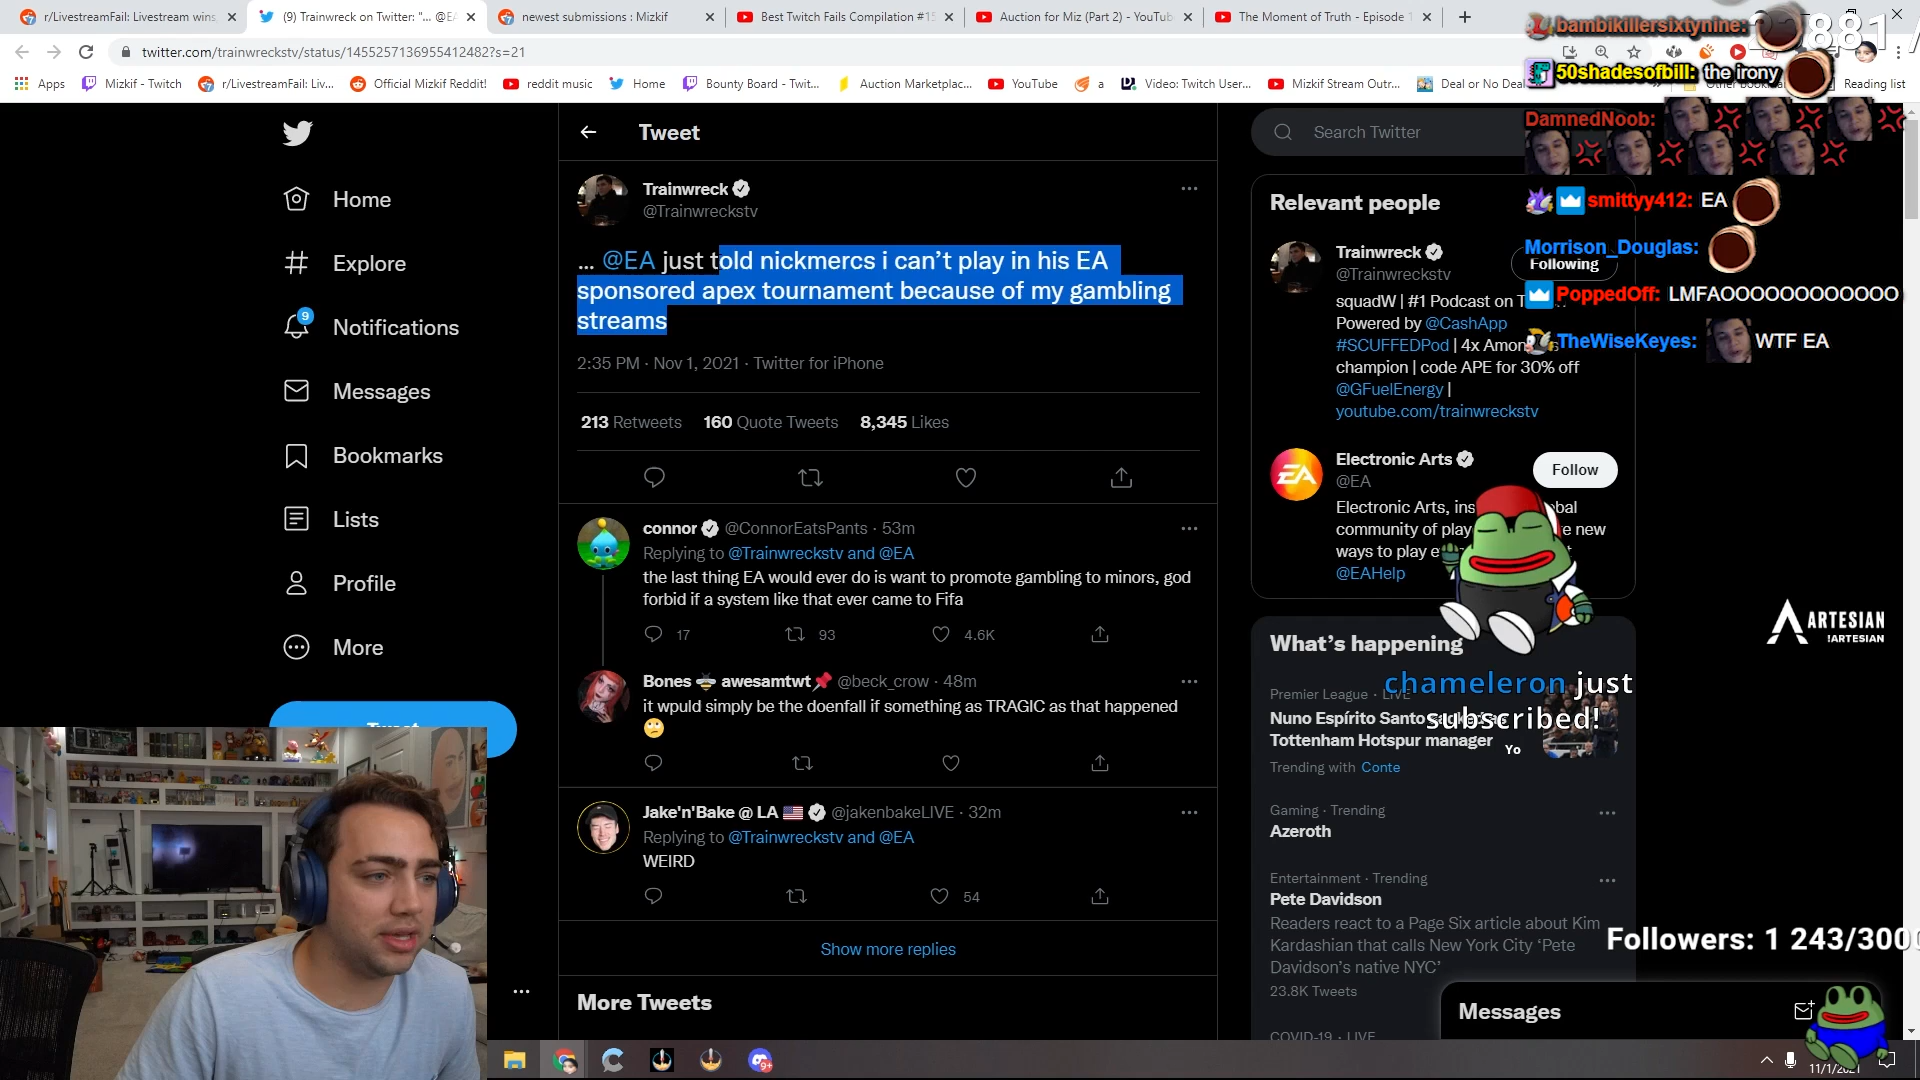 r/LivestreamFail: Livestream wins,
(9) Trainwreck on Twitter: "... @EA
newest submissions : Mizkif
Best Twitch Fails Compilation #15
Auction for Miz (Part 2) - YouTub
The Moment of Truth - Episode 1
twitter.com/trainwreckstv/status/1455257136955412482?s=21
Apps
Mizkif - Twitch
r/LivestreamFail: Liv...
Official Mizkif Reddit!
reddit music
Home
Bounty Board - Twit...
Auction Marketplac...
YouTube
a
Video: Twitch User...
Mizkif Stream Outr...
Deal or No Deal
Reading list
bambikillersixtynine:
50shadesofbill: the irony
DamnedNoob:
smittyy412: EA
Morrison_Douglas:
PoppedOff: LMFAOOOOOOOOOOOO
TheWiseKeyes: WTF EA
Home
Explore
9
Notifications
Messages
Bookmarks
Lists
Profile
More
Tweet
Tweet
Trainwreck
@Trainwreckstv
... @EA just told nickmercs i can't play in his EA
sponsored apex tournament because of my gambling
streams
2:35 PM · Nov 1, 2021 · Twitter for iPhone
213 Retweets 160 Quote Tweets 8,345 Likes
connor @ConnorEatsPants · 53m
Replying to @Trainwreckstv and @EA
the last thing EA would ever do is want to promote gambling to minors, god
forbid if a system like that ever came to Fifa
17 93 4.6K
Bones awesamtwt @beck_crow · 48m
it wpuld simply be the doenfall if something as TRAGIC as that happened
Jake'n'Bake @ LA @jakenbakeLIVE · 32m
Replying to @Trainwreckstv and @EA
WEIRD
54
Show more replies
More Tweets
Search Twitter
Relevant people
Trainwreck
@Trainwreckstv
Following
squadW | #1 Podcast on
Powered by @CashApp
#SCUFFEDPod | 4x
champion | code APE for 30% off
@GFuelEnergy |
youtube.com/trainwreckstv
EA
Electronic Arts
@EA
Follow
Electronic Arts,
community of
new
ways to play
@EAHelp
ARTESIAN
!ARTESIAN
What's happening
chameleron just
subscribed!
Yo
Premier League · LIVE
Nuno Espírito Santo
Tottenham Hotspur manager
Trending with Conte
Gaming · Trending
Azeroth
Entertainment · Trending
Pete Davidson
Readers react to a Page Six article about Kim
Kardashian that calls New York City 'Pete
Davidson's native NYC'
23.8K Tweets
COVID-19 · LIVE
Followers: 1 243/3000
Messages
9+